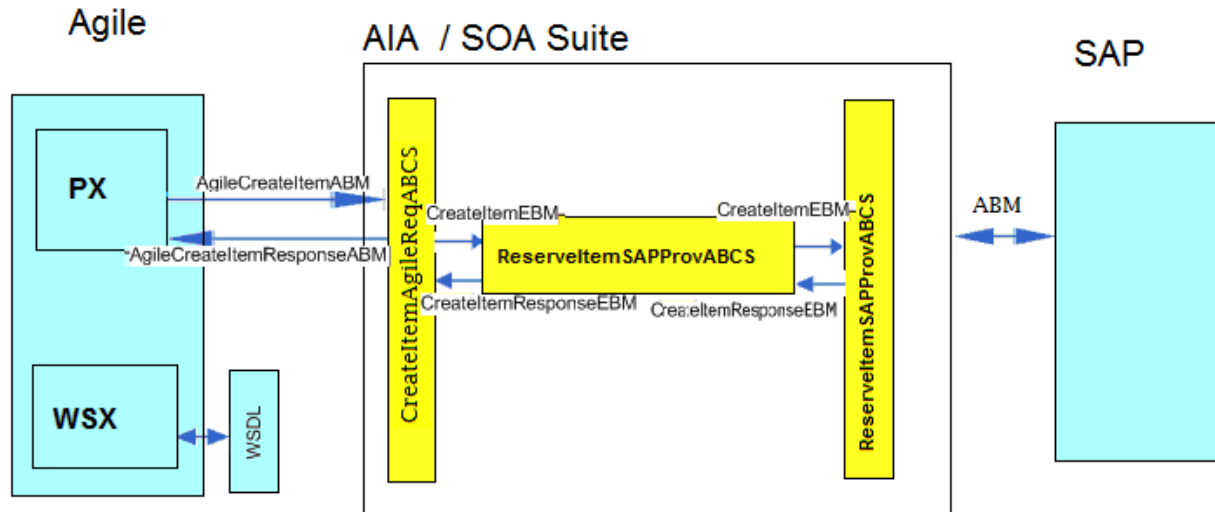 Agile
AIA / SOA Suite
SAP
PX
AgileCreateItemABM
AgileCreateItemResponseABM
CreateItemAgileReqABCS
CreateItemEBM
CreateItemEBM
ReserveItemSAPProvABCS
CreateItemResponseEBM
CreateItemResponseEBM
ReserveItemSAPProvABCS
ABM
WSX
WSDL